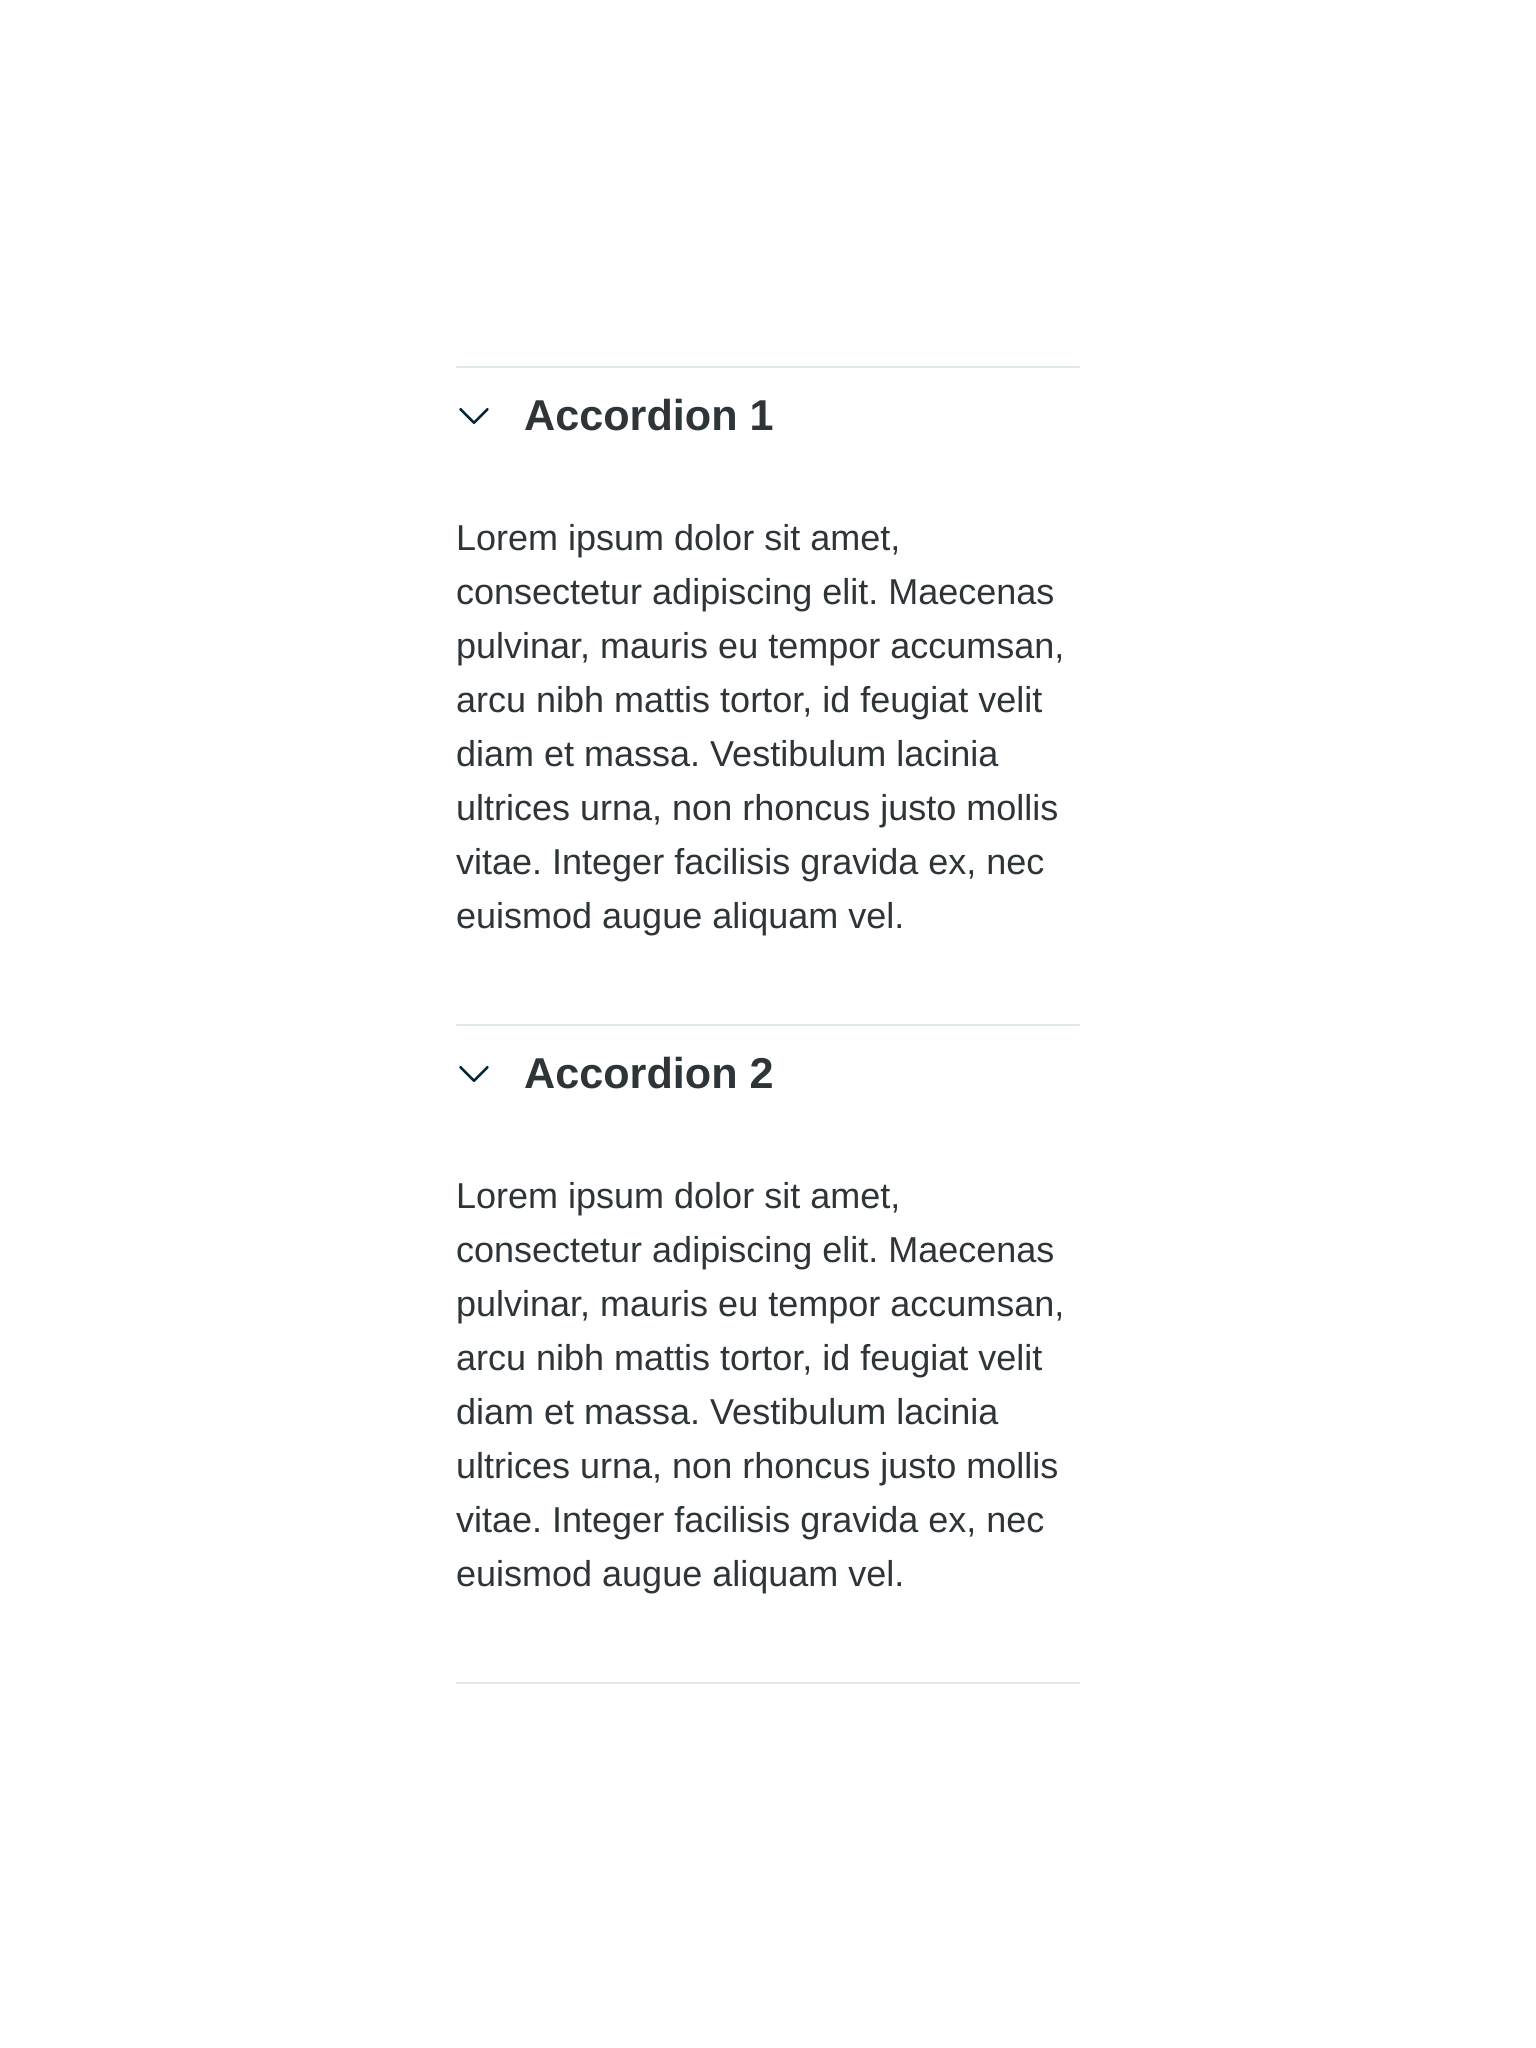 Accordion 1
Lorem ipsum dolor sit amet,
consectetur adipiscing elit. Maecenas
pulvinar, mauris eu tempor accumsan,
arcu nibh mattis tortor, id feugiat velit
diam et massa. Vestibulum lacinia
ultrices urna, non rhoncus justo mollis
vitae. Integer facilisis gravida ex, nec
euismod augue aliquam vel.
Accordion 2
Lorem ipsum dolor sit amet,
consectetur adipiscing elit. Maecenas
pulvinar, mauris eu tempor accumsan,
arcu nibh mattis tortor, id feugiat velit
diam et massa. Vestibulum lacinia
ultrices urna, non rhoncus justo mollis
vitae. Integer facilisis gravida ex, nec
euismod augue aliquam vel.